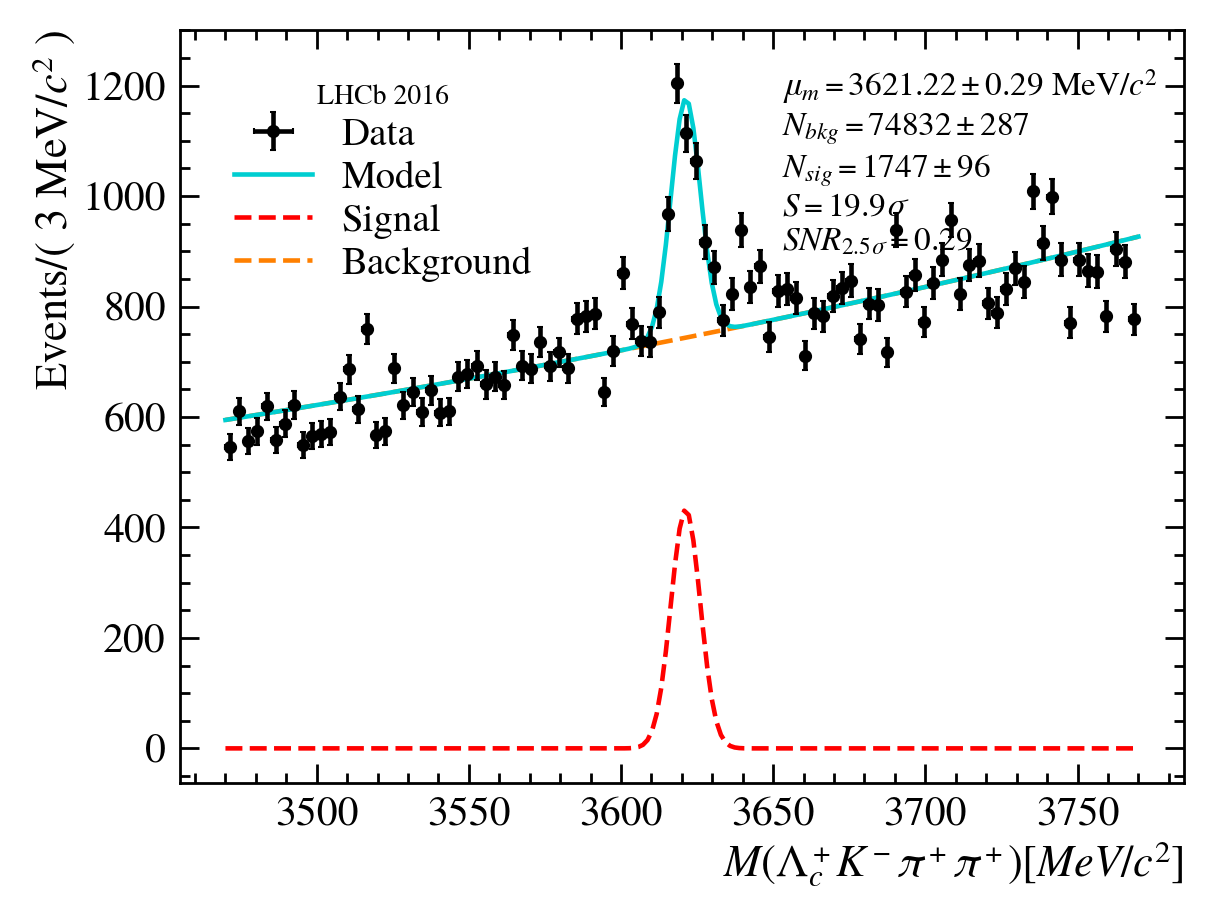 Events/( 3 MeV/c² )
1200
1000
800
600
400
200
0
LHCb 2016
Data
Model
Signal
Background
μ_m = 3621.22 ± 0.29 MeV/c²
N_bkg = 74832 ± 287
N_sig = 1747 ± 96
S = 19.9σ
SNR_2.5σ = 0.29
3500 3550 3600 3650 3700 3750
M(Λ_c⁺ K⁻ π⁺ π⁺)[MeV/c²]